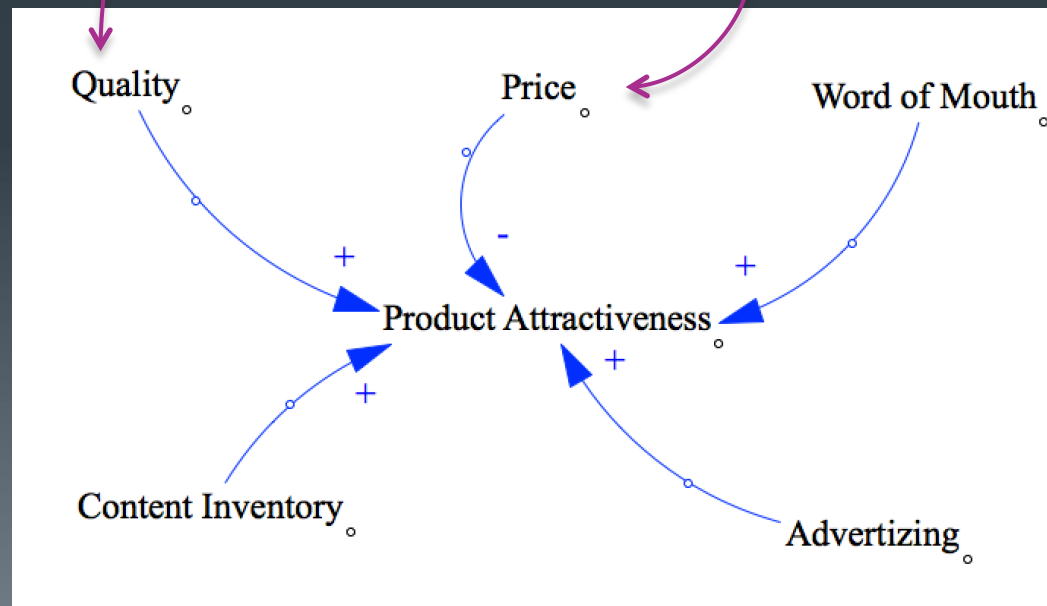 Quality
Price
Word of Mouth
-
+
+
Product Attractiveness
+
+
Content Inventory
Advertizing